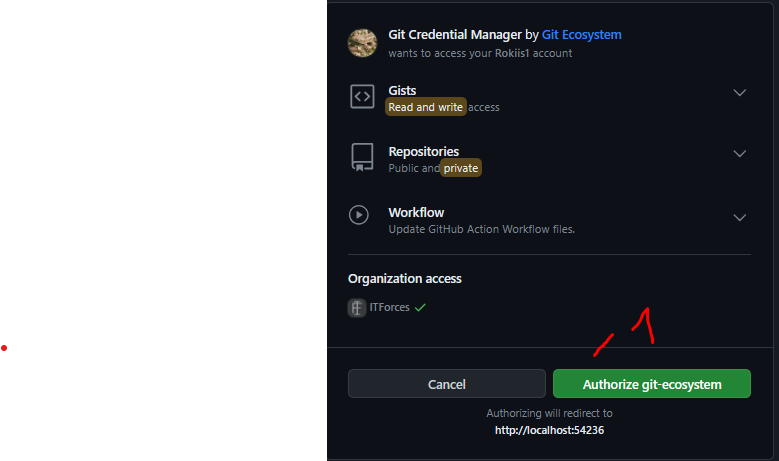 Git Credential Manager by Git Ecosystem
wants to access your Rokiis1 account
Gists
Read and write access
Repositories
Public and private
Workflow
Update GitHub Action Workflow files.
Organization access
ITForces
1
Cancel
Authorize git-ecosystem
Authorizing will redirect to
http://localhost:54236